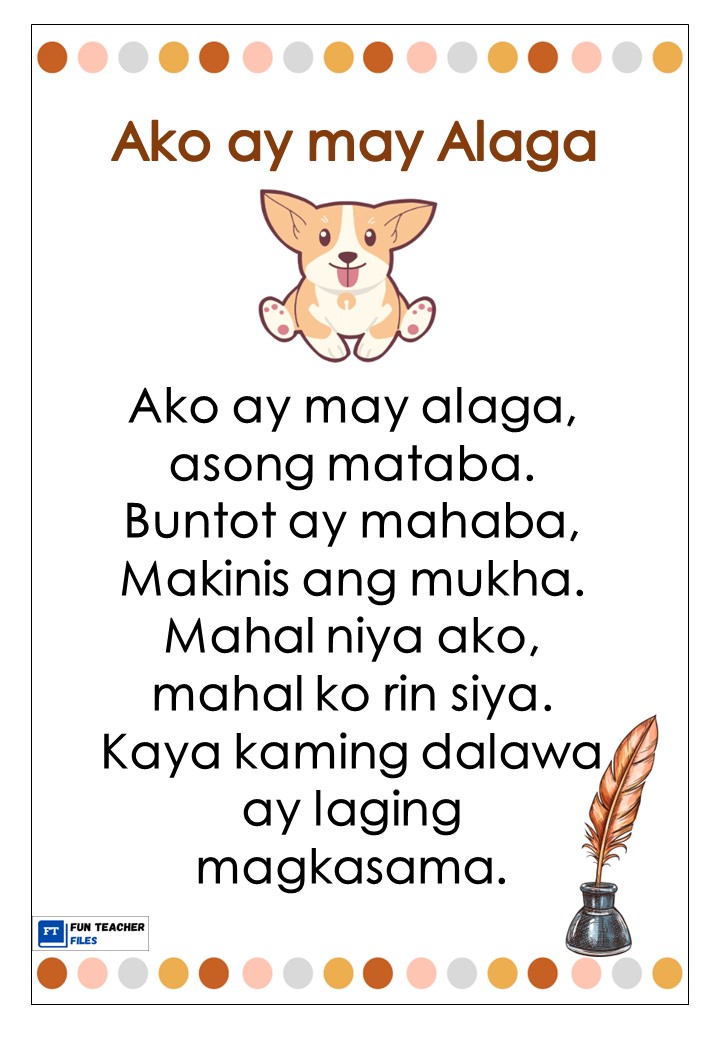 Ako ay may Alaga
Ako ay may alaga,
asong mataba.
Buntot ay mahaba,
Makinis ang mukha.
Mahal niya ako,
mahal ko rin siya.
Kaya kaming dalawa
ay laging
magkasama.
FT FUN TEACHER
FILES